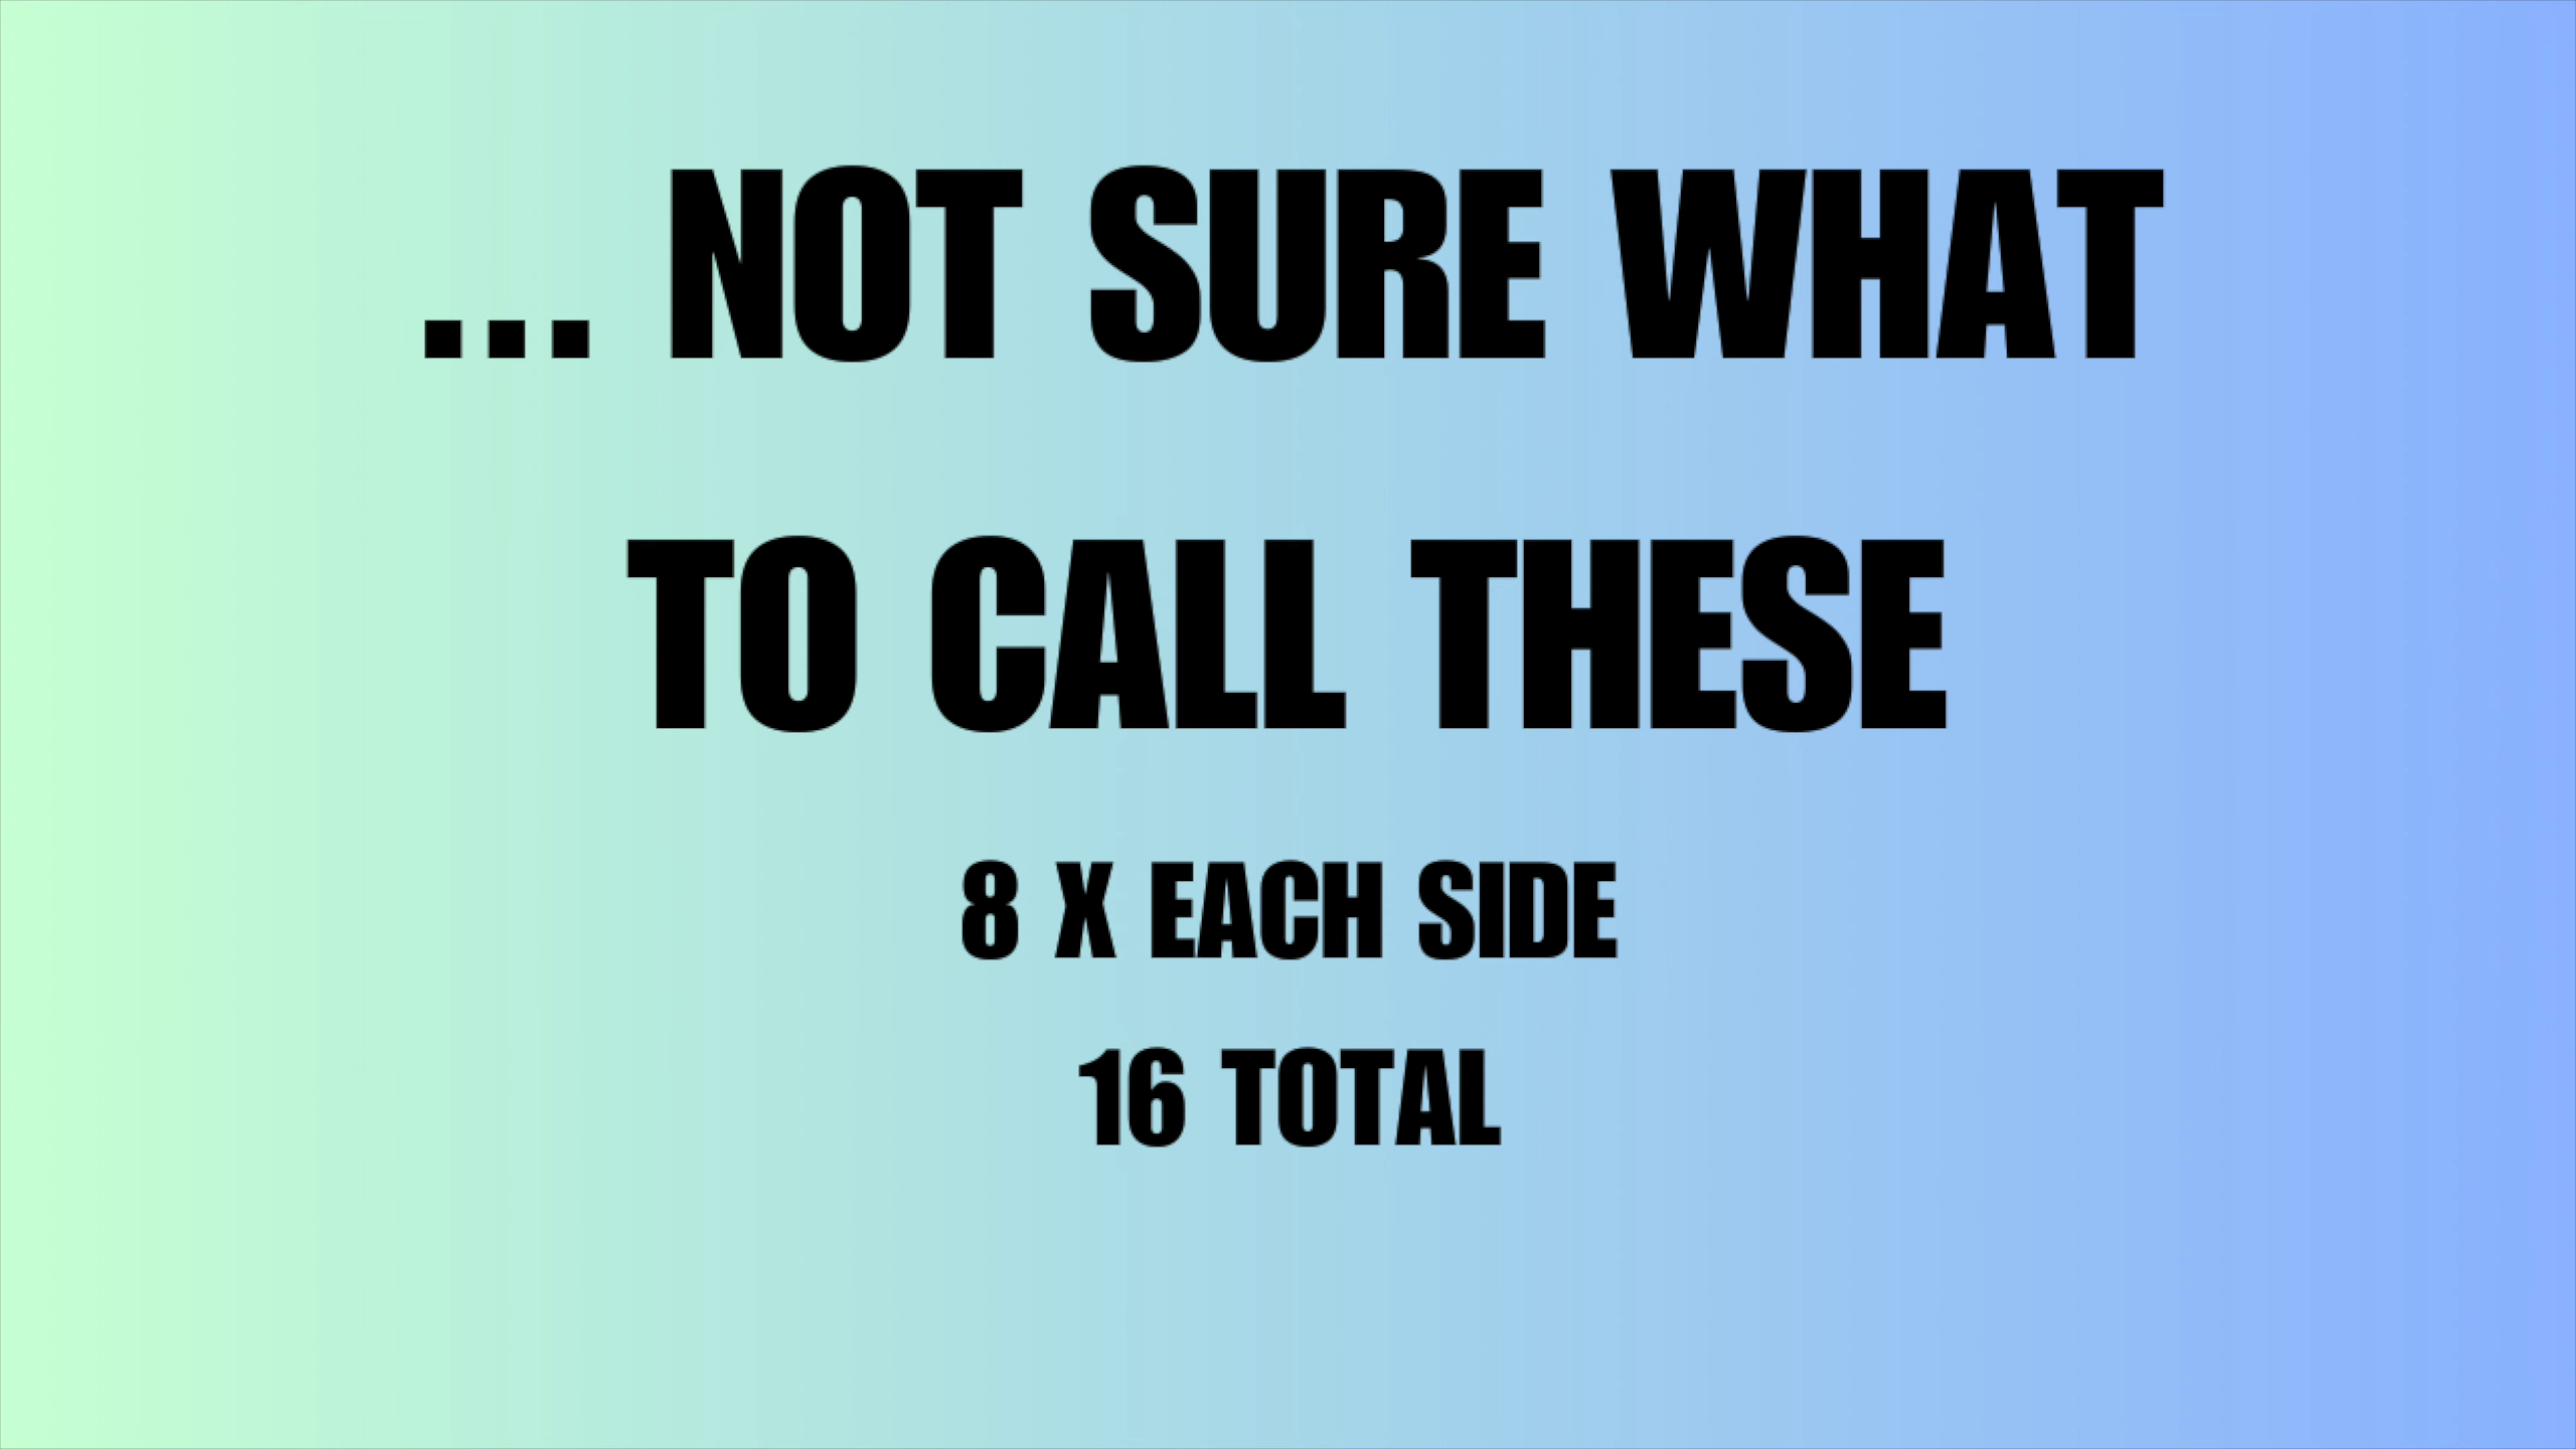 ... NOT SURE WHAT
TO CALL THESE
8 X EACH SIDE
16 TOTAL